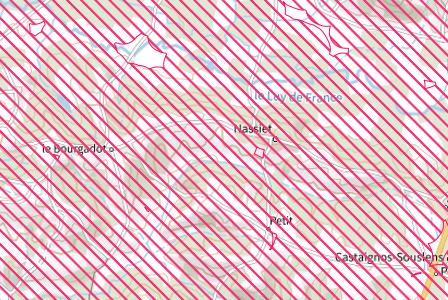 le Luy de France
Nassiet
le Bourgadot
Petit
Castaignos-Souslens
P